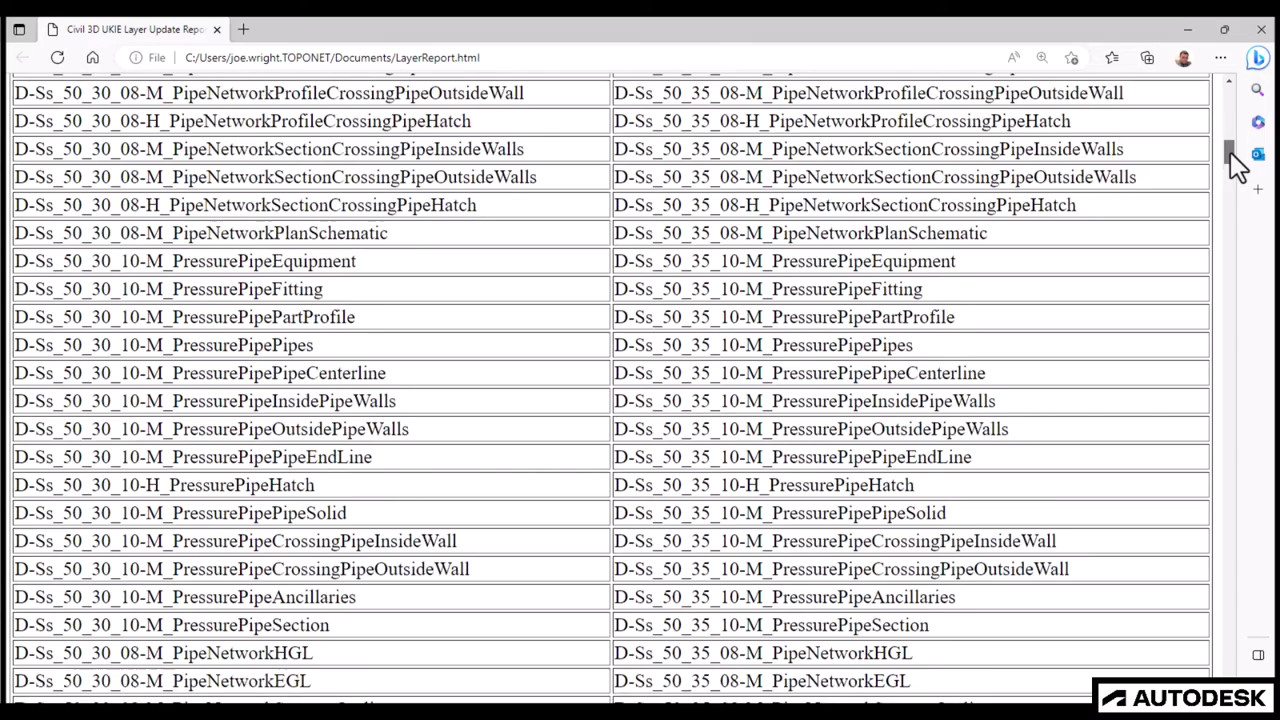 Civil 3D UKIE Layer Update Repo
File C:/Users/joe.wright.TOPONET/Documents/LayerReport.html
D-Ss_50_30_08-M_PipeNetworkProfileCrossingPipeOutsideWall D-Ss_50_35_08-M_PipeNetworkProfileCrossingPipeOutsideWall
D-Ss_50_30_08-H_PipeNetworkProfileCrossingPipeHatch D-Ss_50_35_08-H_PipeNetworkProfileCrossingPipeHatch
D-Ss_50_30_08-M_PipeNetworkSectionCrossingPipeInsideWalls D-Ss_50_35_08-M_PipeNetworkSectionCrossingPipeInsideWalls
D-Ss_50_30_08-M_PipeNetworkSectionCrossingPipeOutsideWalls D-Ss_50_35_08-M_PipeNetworkSectionCrossingPipeOutsideWalls
D-Ss_50_30_08-H_PipeNetworkSectionCrossingPipeHatch D-Ss_50_35_08-H_PipeNetworkSectionCrossingPipeHatch
D-Ss_50_30_08-M_PipeNetworkPlanSchematic D-Ss_50_35_08-M_PipeNetworkPlanSchematic
D-Ss_50_30_10-M_PressurePipeEquipment D-Ss_50_35_10-M_PressurePipeEquipment
D-Ss_50_30_10-M_PressurePipeFitting D-Ss_50_35_10-M_PressurePipeFitting
D-Ss_50_30_10-M_PressurePipePartProfile D-Ss_50_35_10-M_PressurePipePartProfile
D-Ss_50_30_10-M_PressurePipePipes D-Ss_50_35_10-M_PressurePipePipes
D-Ss_50_30_10-M_PressurePipePipeCenterline D-Ss_50_35_10-M_PressurePipePipeCenterline
D-Ss_50_30_10-M_PressurePipeInsidePipeWalls D-Ss_50_35_10-M_PressurePipeInsidePipeWalls
D-Ss_50_30_10-M_PressurePipeOutsidePipeWalls D-Ss_50_35_10-M_PressurePipeOutsidePipeWalls
D-Ss_50_30_10-M_PressurePipePipeEndLine D-Ss_50_35_10-M_PressurePipePipeEndLine
D-Ss_50_30_10-H_PressurePipeHatch D-Ss_50_35_10-H_PressurePipeHatch
D-Ss_50_30_10-M_PressurePipePipeSolid D-Ss_50_35_10-M_PressurePipePipeSolid
D-Ss_50_30_10-M_PressurePipeCrossingPipeInsideWall D-Ss_50_35_10-M_PressurePipeCrossingPipeInsideWall
D-Ss_50_30_10-M_PressurePipeCrossingPipeOutsideWall D-Ss_50_35_10-M_PressurePipeCrossingPipeOutsideWall
D-Ss_50_30_10-M_PressurePipeAncillaries D-Ss_50_35_10-M_PressurePipeAncillaries
D-Ss_50_30_10-M_PressurePipeSection D-Ss_50_35_10-M_PressurePipeSection
D-Ss_50_30_08-M_PipeNetworkHGL D-Ss_50_35_08-M_PipeNetworkHGL
D-Ss_50_30_08-M_PipeNetworkEGL D-Ss_50_35_08-M_PipeNetworkEGL
AUTODESK